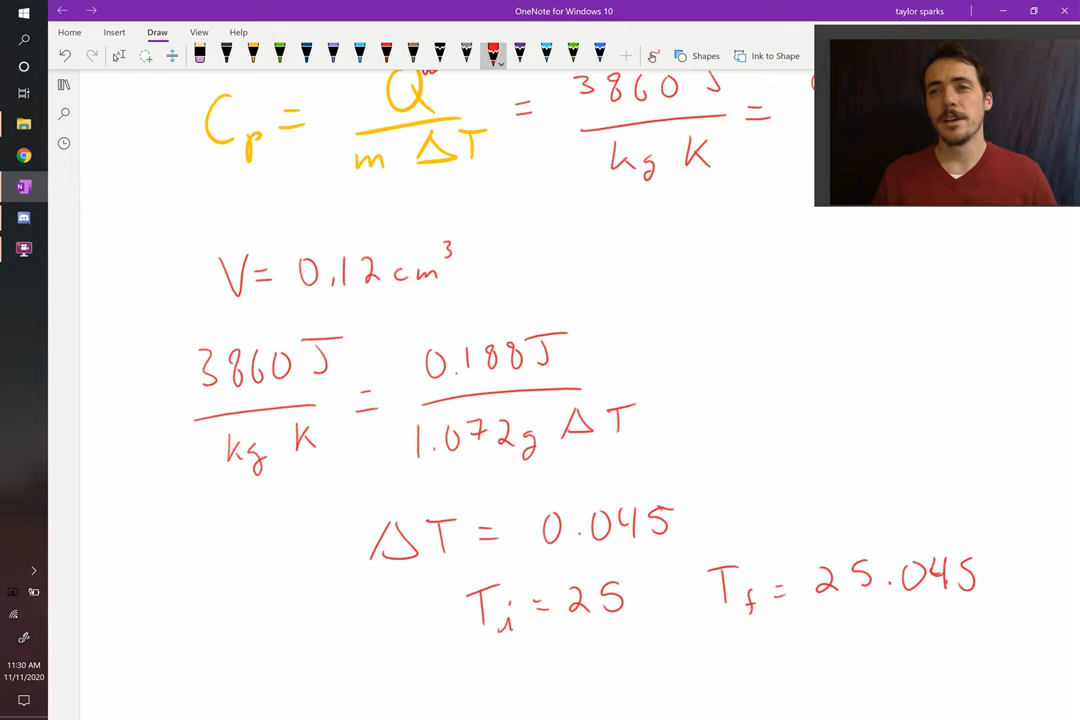 OneNote for Windows 10
taylor sparks
Home Insert Draw View Help
Shapes Ink to Shape
Cp = Q / m ΔT = 3860 J / kg K =
V = 0.12 cm³
3860 J / kg K = 0.188 J / 1.072g ΔT
ΔT = 0.045
Ti = 25 Tf = 25.045
11:30 AM
11/11/2020